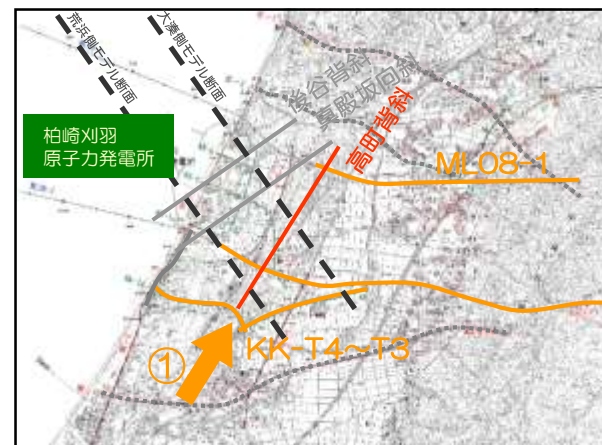 荒浜側モデル断面
大湊側モデル断面
後谷背斜
真殿坂向斜
高町背斜
柏崎刈羽
原子力発電所
ML08-1
KK-T4～T3
①